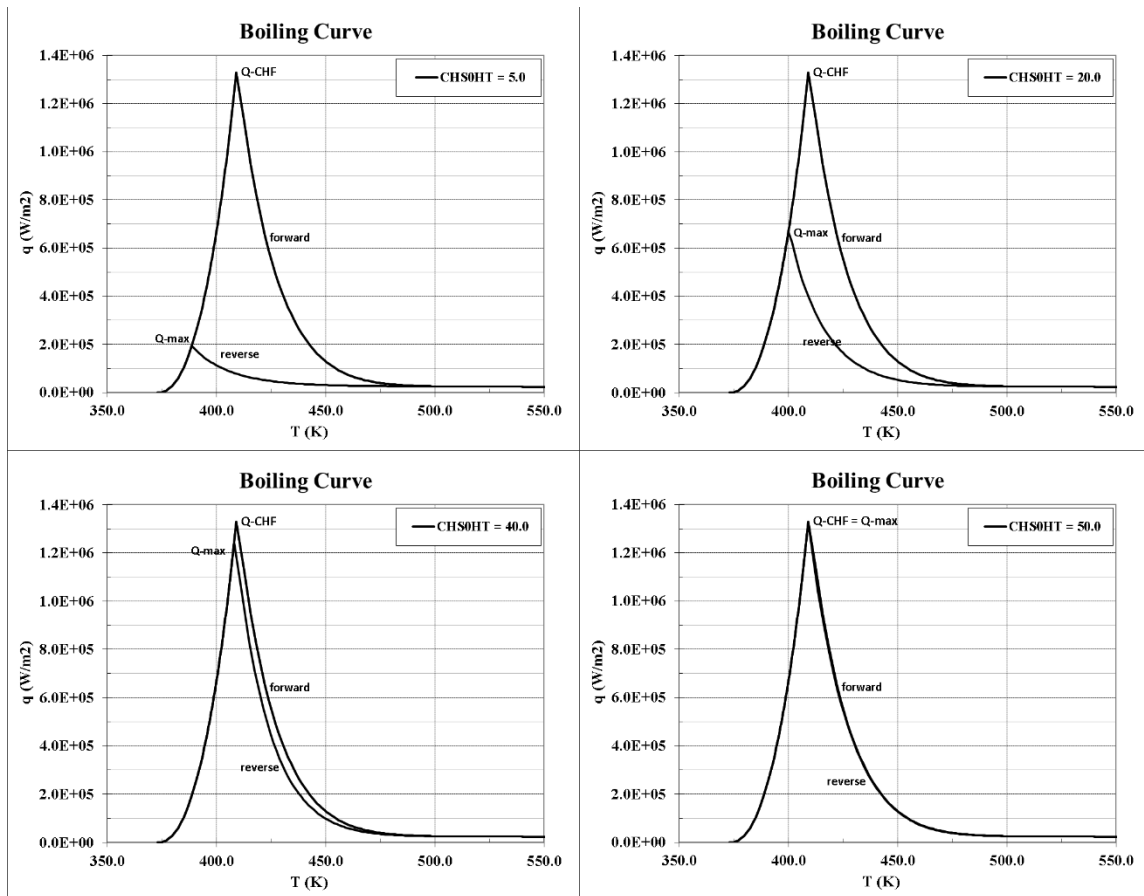 Boiling Curve
1.4E+06
1.2E+06
1.0E+06
8.0E+05
6.0E+05
4.0E+05
2.0E+05
0.0E+00
q (W/m2)
Q-CHF
CHS0HT = 5.0
forward
Q-max
reverse
350.0 400.0 450.0 500.0 550.0
T (K)
Boiling Curve
1.4E+06
1.2E+06
1.0E+06
8.0E+05
6.0E+05
4.0E+05
2.0E+05
0.0E+00
q (W/m2)
Q-CHF
CHS0HT = 20.0
Q-max
forward
reverse
350.0 400.0 450.0 500.0 550.0
T (K)
Boiling Curve
1.4E+06
1.2E+06
1.0E+06
8.0E+05
6.0E+05
4.0E+05
2.0E+05
0.0E+00
q (W/m2)
Q-CHF
CHS0HT = 40.0
Q-max
forward
reverse
350.0 400.0 450.0 500.0 550.0
T (K)
Boiling Curve
1.4E+06
1.2E+06
1.0E+06
8.0E+05
6.0E+05
4.0E+05
2.0E+05
0.0E+00
q (W/m2)
Q-CHF = Q-max
CHS0HT = 50.0
forward
reverse
350.0 400.0 450.0 500.0 550.0
T (K)